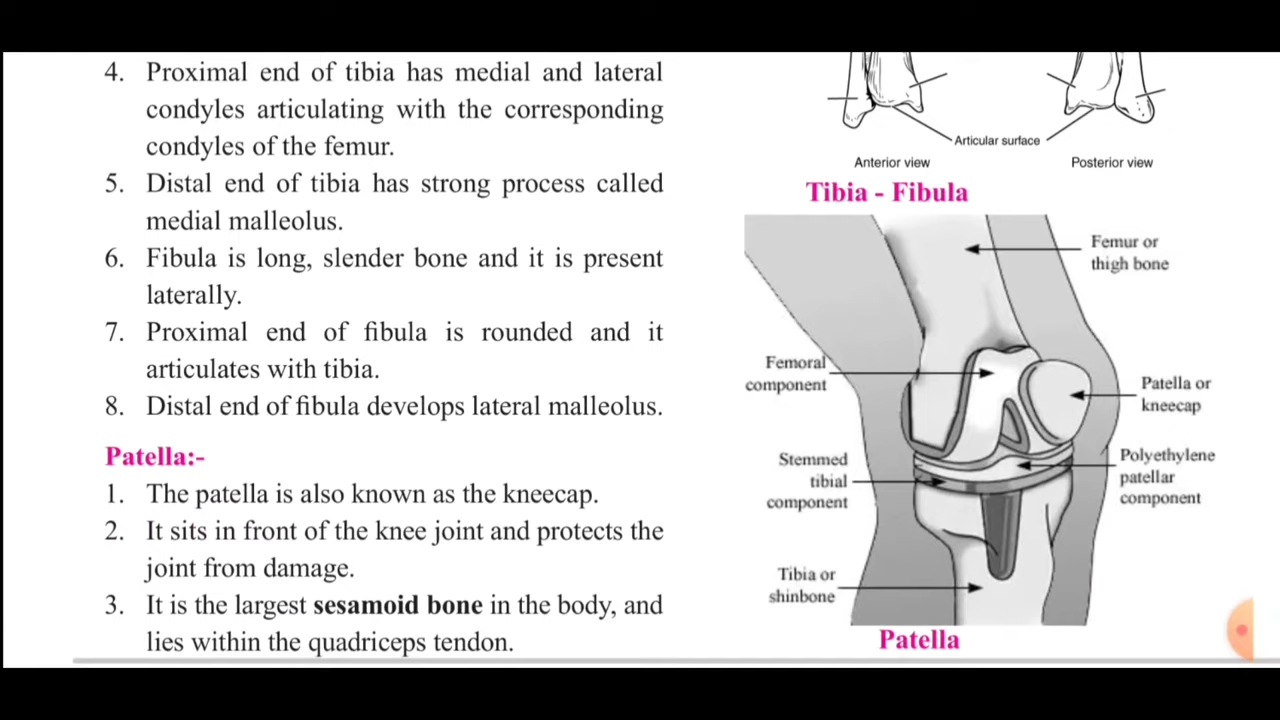 4. Proximal end of tibia has medial and lateral
condyles articulating with the corresponding
condyles of the femur.
5. Distal end of tibia has strong process called
medial malleolus.
6. Fibula is long, slender bone and it is present
laterally.
7. Proximal end of fibula is rounded and it
articulates with tibia.
8. Distal end of fibula develops lateral malleolus.
Patella:-
1. The patella is also known as the kneecap.
2. It sits in front of the knee joint and protects the
joint from damage.
3. It is the largest sesamoid bone in the body, and
lies within the quadriceps tendon.
Articular surface
Anterior view
Posterior view
Tibia - Fibula
Femur or
thigh bone
Femoral
component
Patella or
kneecap
Stemmed
tibial
component
Polyethylene
patellar
component
Tibia or
shinbone
Patella